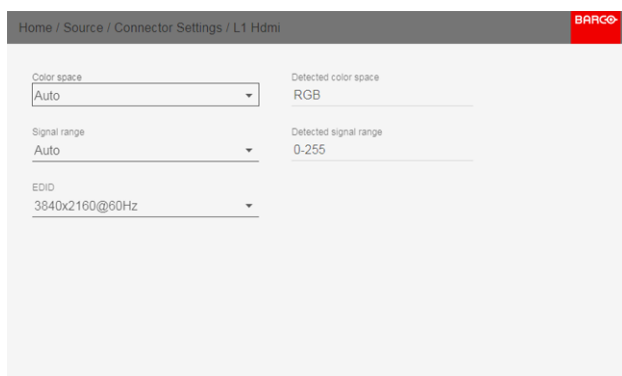 Home / Source / Connector Settings / L1 Hdmi
BARCO
Color space
Auto
Detected color space
RGB
Signal range
Auto
Detected signal range
0-255
EDID
3840x2160@60Hz